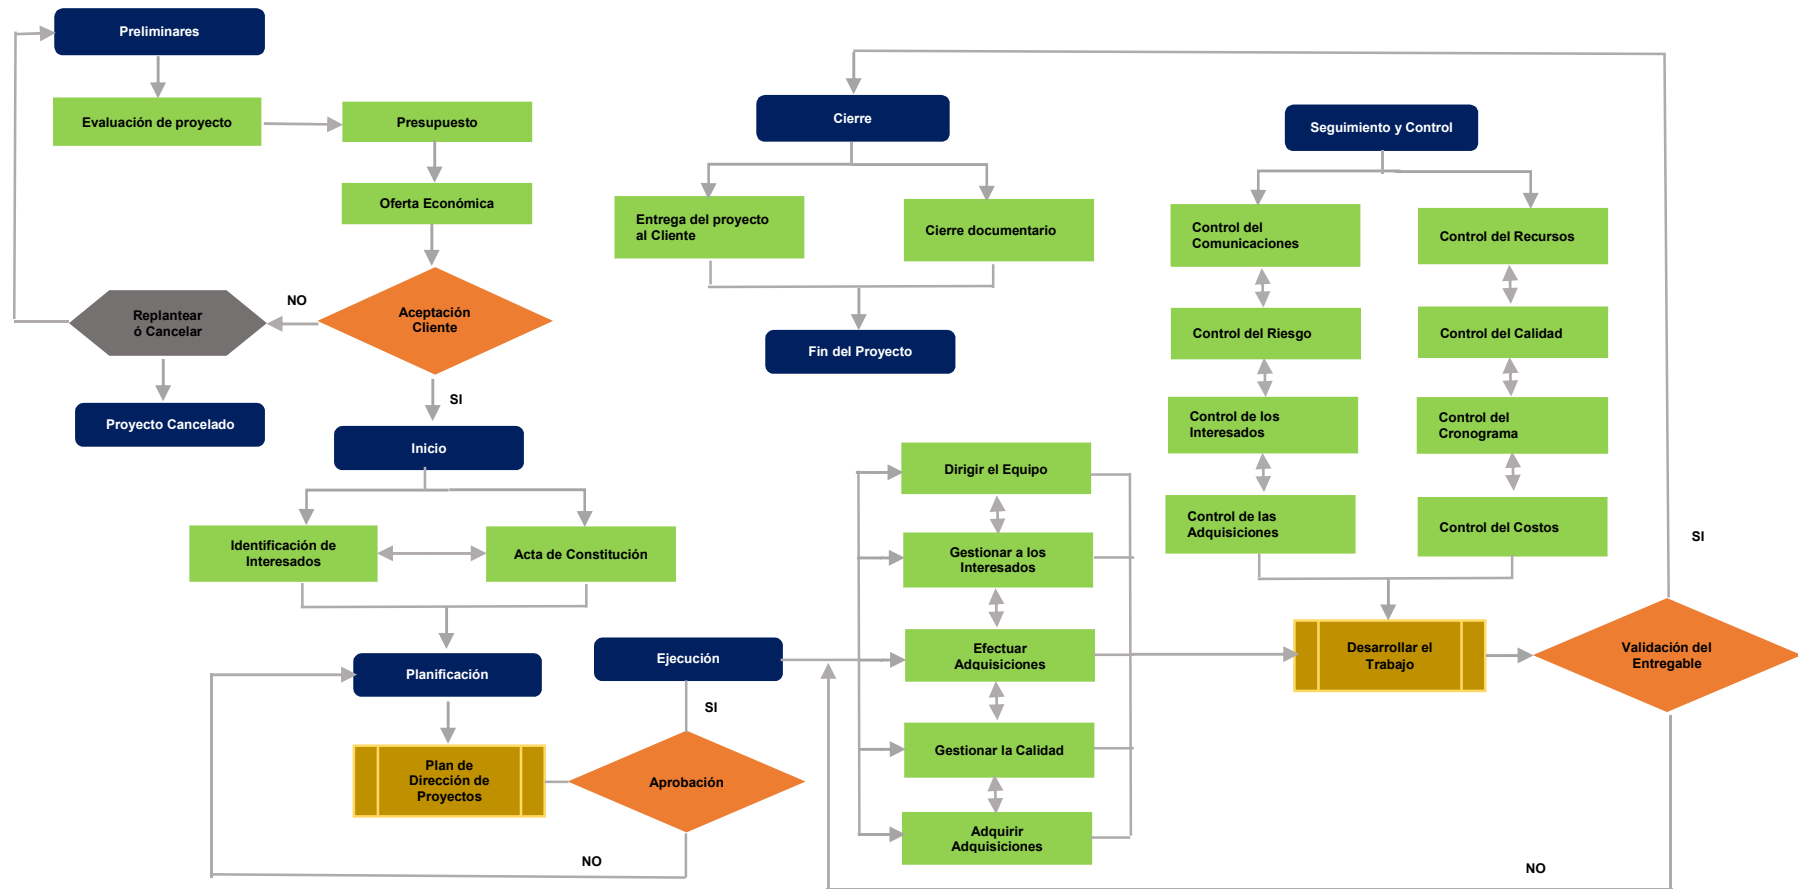 Preliminares
Evaluación de proyecto
Presupuesto
Oferta Económica
Aceptación
Cliente
NO
Replantear
ó Cancelar
Proyecto Cancelado
SI
Inicio
Identificación de
Interesados
Acta de Constitución
Planificación
Plan de
Dirección de
Proyectos
Aprobación
NO
SI
Ejecución
Cierre
Entrega del proyecto
al Cliente
Cierre documentario
Fin del Proyecto
Dirigir el Equipo
Gestionar a los
Interesados
Efectuar
Adquisiciones
Gestionar la Calidad
Adquirir
Adquisiciones
Seguimiento y Control
Control del
Comunicaciones
Control del Riesgo
Control de los
Interesados
Control de las
Adquisiciones
Control del Recursos
Control del Calidad
Control del
Cronograma
Control del Costos
Desarrollar el
Trabajo
Validación del
Entregable
SI
NO